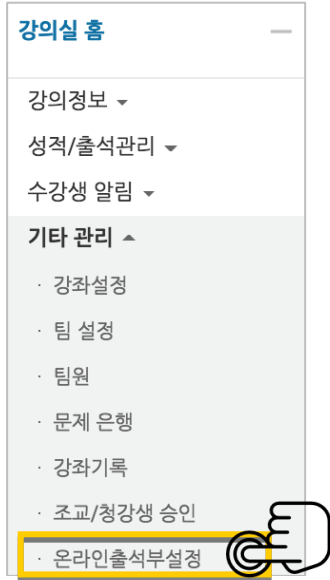 강의실 홈
강의정보
성적/출석관리
수강생 알림
기타 관리
· 강좌설정
· 팀 설정
· 팀원
· 문제 은행
· 강좌기록
· 조교/청강생 승인
· 온라인출석부설정